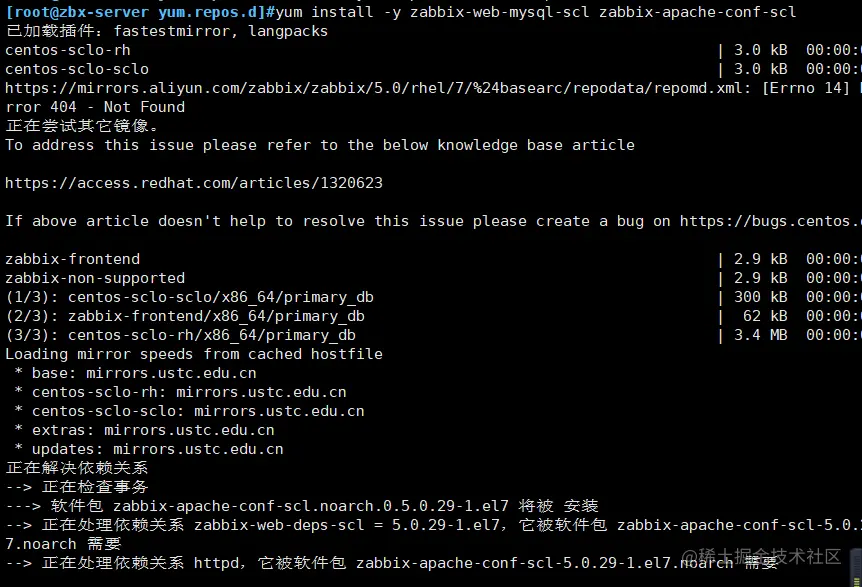 [root@zbx-server yum.repos.d]#yum install -y zabbix-web-mysql-scl zabbix-apache-conf-scl
已加载插件：fastestmirror, langpacks
centos-sclo-rh | 3.0 kB 00:00:
centos-sclo-sclo | 3.0 kB 00:00:
https://mirrors.aliyun.com/zabbix/zabbix/5.0/rhel/7/%24basearc/repodata/repomd.xml: [Errno 14]
rror 404 - Not Found
正在尝试其它镜像。
To address this issue please refer to the below knowledge base article
https://access.redhat.com/articles/1320623
If above article doesn't help to resolve this issue please create a bug on https://bugs.centos.
zabbix-frontend | 2.9 kB 00:00:
zabbix-non-supported | 2.9 kB 00:00:
(1/3): centos-sclo-sclo/x86_64/primary_db | 300 kB 00:00:
(2/3): zabbix-frontend/x86_64/primary_db | 62 kB 00:00:
(3/3): centos-sclo-rh/x86_64/primary_db | 3.4 MB 00:00:
Loading mirror speeds from cached hostfile
* base: mirrors.ustc.edu.cn
* centos-sclo-rh: mirrors.ustc.edu.cn
* centos-sclo-sclo: mirrors.ustc.edu.cn
* extras: mirrors.ustc.edu.cn
* updates: mirrors.ustc.edu.cn
正在解决依赖关系
--> 正在检查事务
---> 软件包 zabbix-apache-conf-scl.noarch.0.5.0.29-1.el7 将被 安装
--> 正在处理依赖关系 zabbix-web-deps-scl = 5.0.29-1.el7，它被软件包 zabbix-apache-conf-scl-5.0.2
7.noarch 需要
--> 正在处理依赖关系 httpd，它被软件包 zabbix-apache-conf-scl-5.0.29-1.el7.noarch 需要
@稀土掘金技术社区